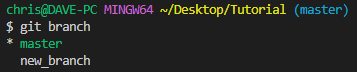 chris@DAVE-PC MINGW64 ~/Desktop/Tutorial (master)
$ git branch
* master
  new_branch